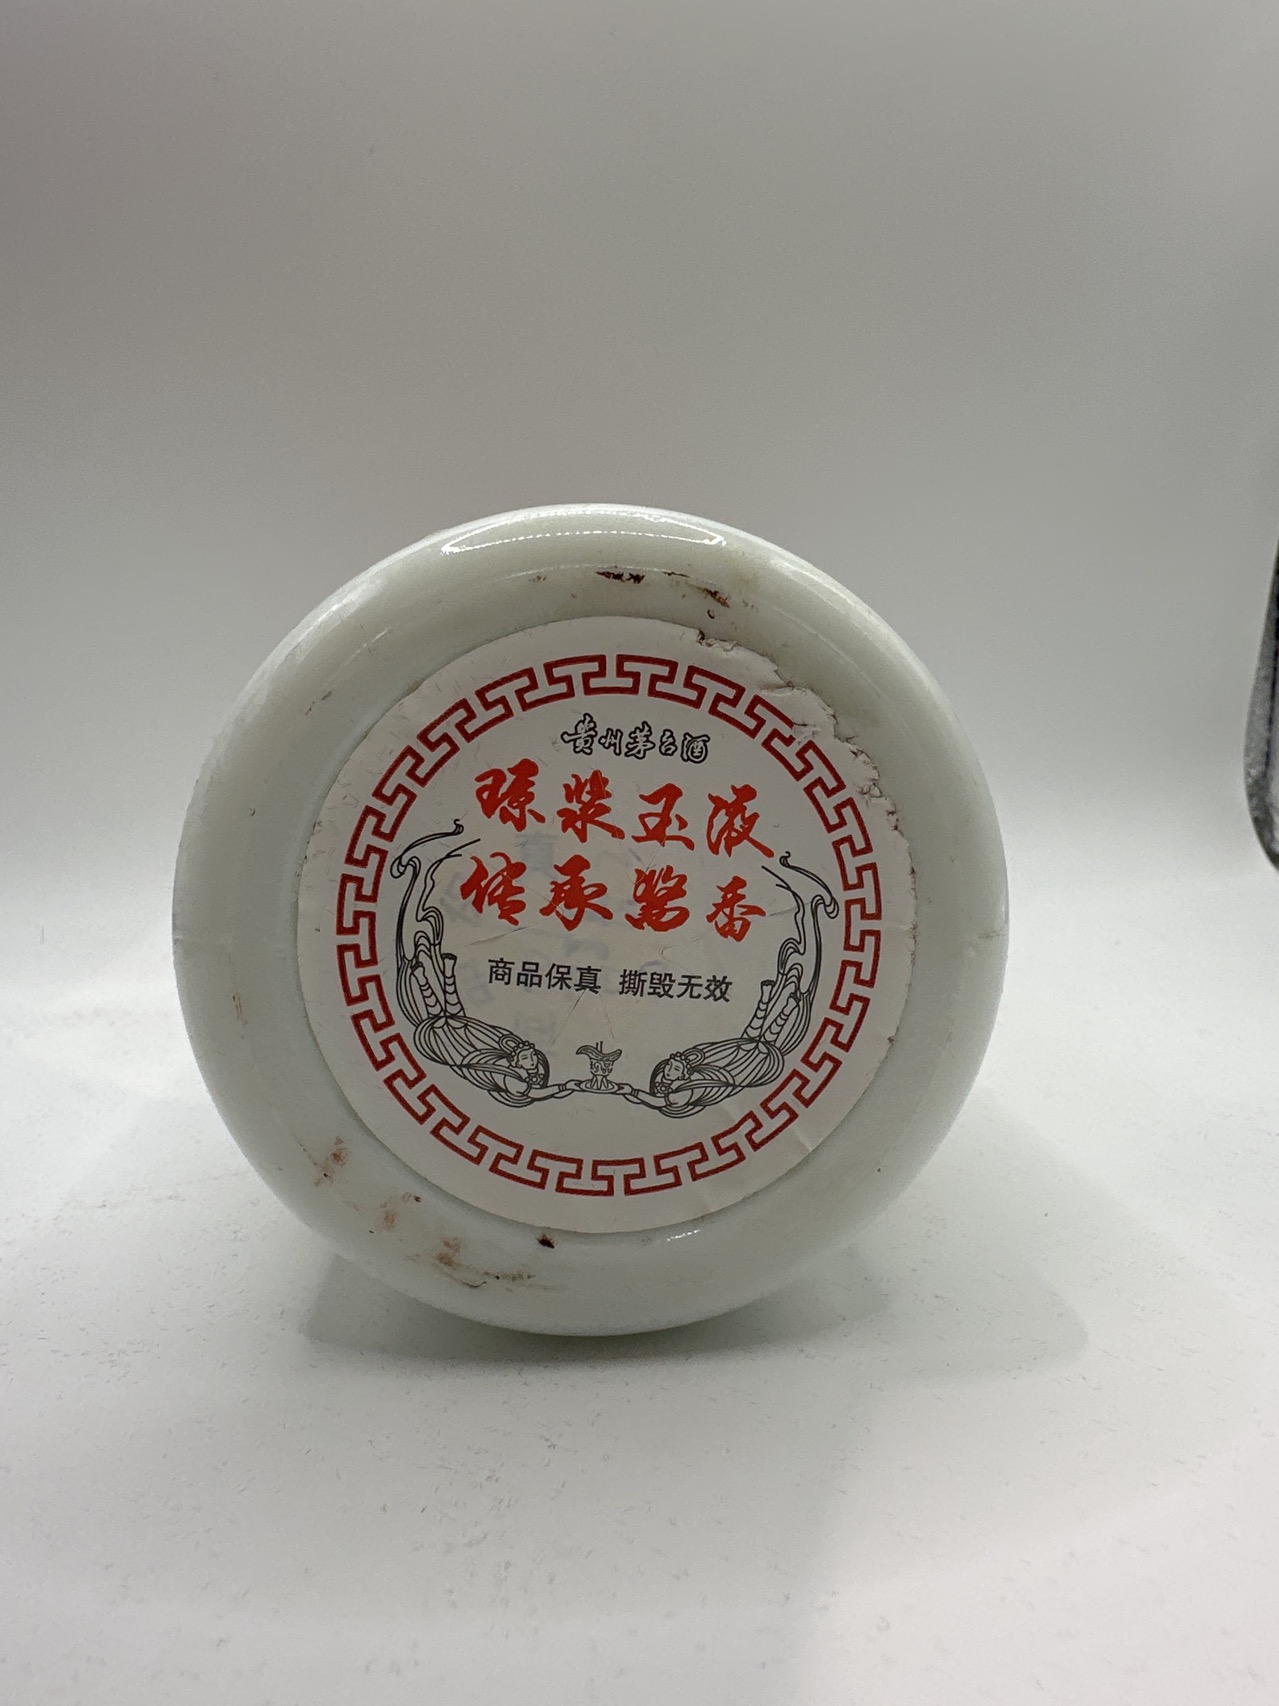 贵州茅台酒
琼浆玉液
传承酱香
商品保真 撕毁无效